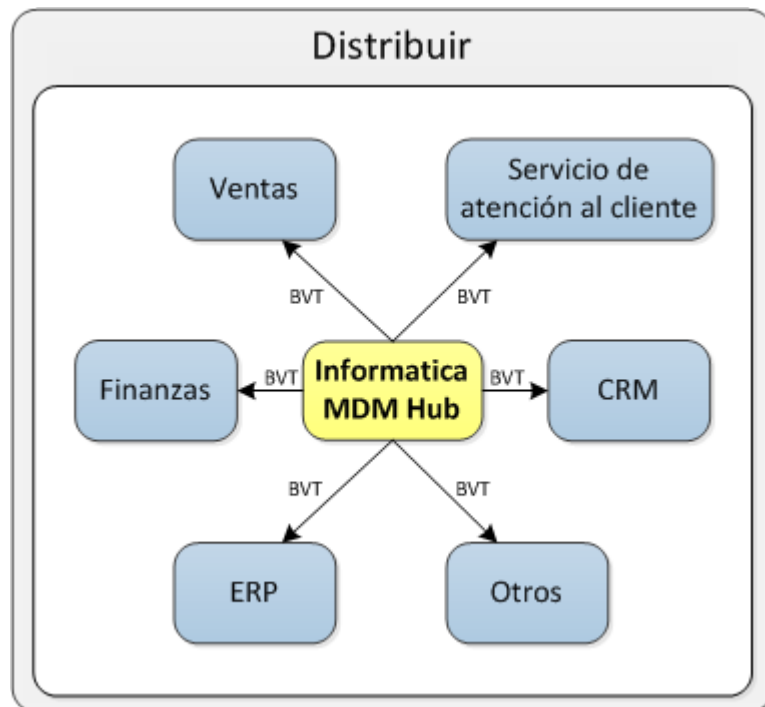 Distribuir
Ventas
Servicio de
atención al cliente
BVT
BVT
Finanzas
BVT
Informatica
MDM Hub
BVT
CRM
BVT
BVT
ERP
Otros